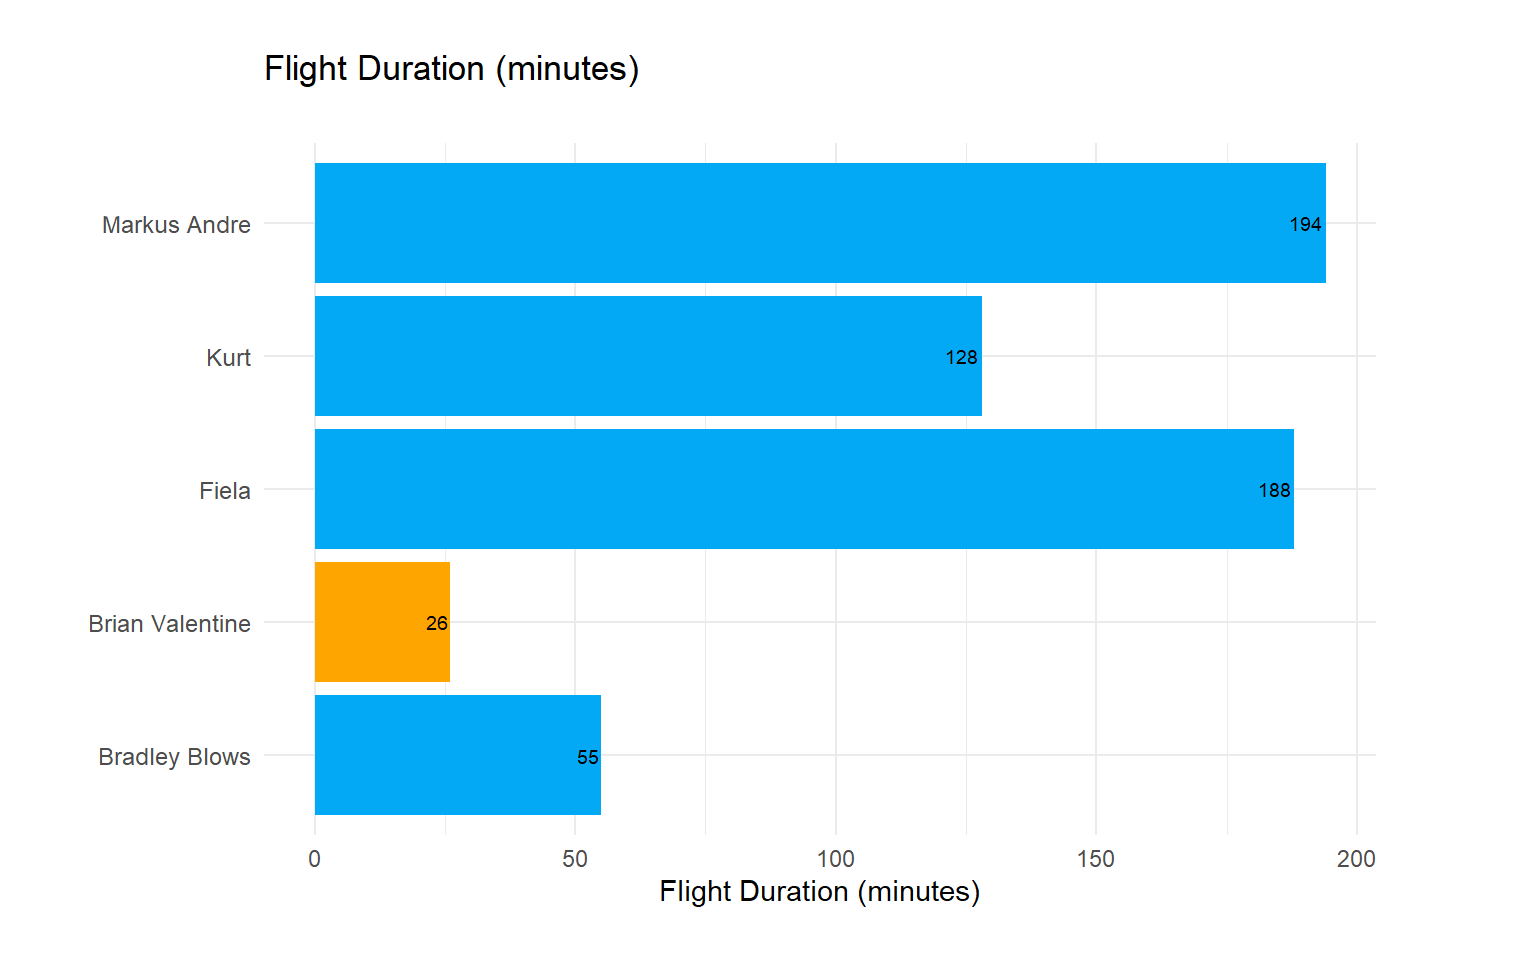 Flight Duration (minutes)
Markus Andre
194
Kurt
128
Fiela
188
Brian Valentine
26
Bradley Blows
55
0 50 100 150 200
Flight Duration (minutes)